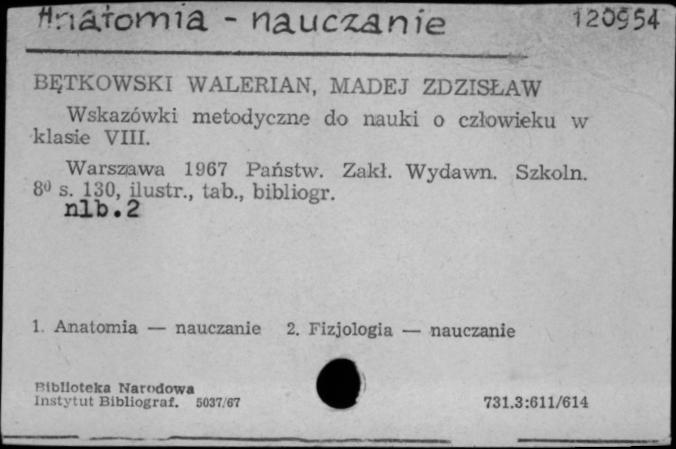 Anatomia - nauczanie 120954
BĘTKOWSKI WALERIAN, MADEJ ZDZISŁAW
Wskazówki metodyczne do nauki o człowieku w
klasie VIII.
Warszawa 1967 Państw. Zakł. Wydawn. Szkoln.
8⁰ s. 130, ilustr., tab., bibliogr.
nlb.2
1. Anatomia — nauczanie 2. Fizjologia — nauczanie
Biblioteka Narodowa
Instytut Bibliograf. 5037/67 731.3:611/614